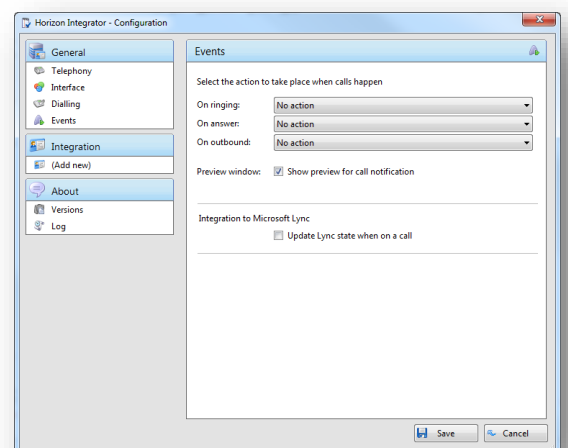 Horizon Integrator - Configuration
General
Telephony
Interface
Dialling
Events
Integration
(Add new)
About
Versions
Log
Events
Select the action to take place when calls happen
On ringing: No action
On answer: No action
On outbound: No action
Preview window: Show preview for call notification
Integration to Microsoft Lync
Update Lync state when on a call
Save Cancel